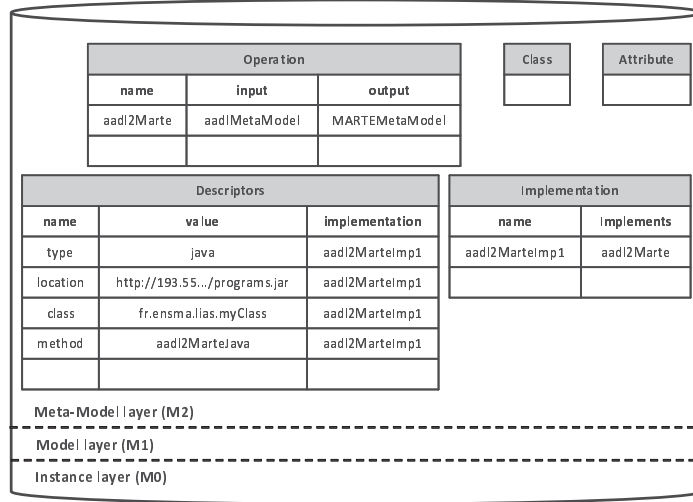 Operation
name input output
aadl2Marte aadlMetaModel MARTEMetaModel
Class
Attribute
Descriptors
name value implementation
type java aadl2MarteImp1
location http://193.55.../programs.jar aadl2MarteImp1
class fr.ensma.lias.myClass aadl2MarteImp1
method aadl2MarteJava aadl2MarteImp1
Implementation
name Implements
aadl2MarteImp1 aadl2Marte
Meta-Model layer (M2)
Model layer (M1)
Instance layer (M0)